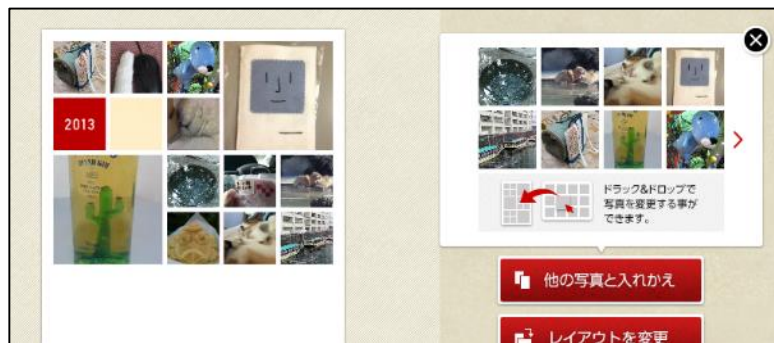 2013
ドラック&ドロップで
写真を変更する事が
できます。
他の写真と入れかえ
レイアウトを変更